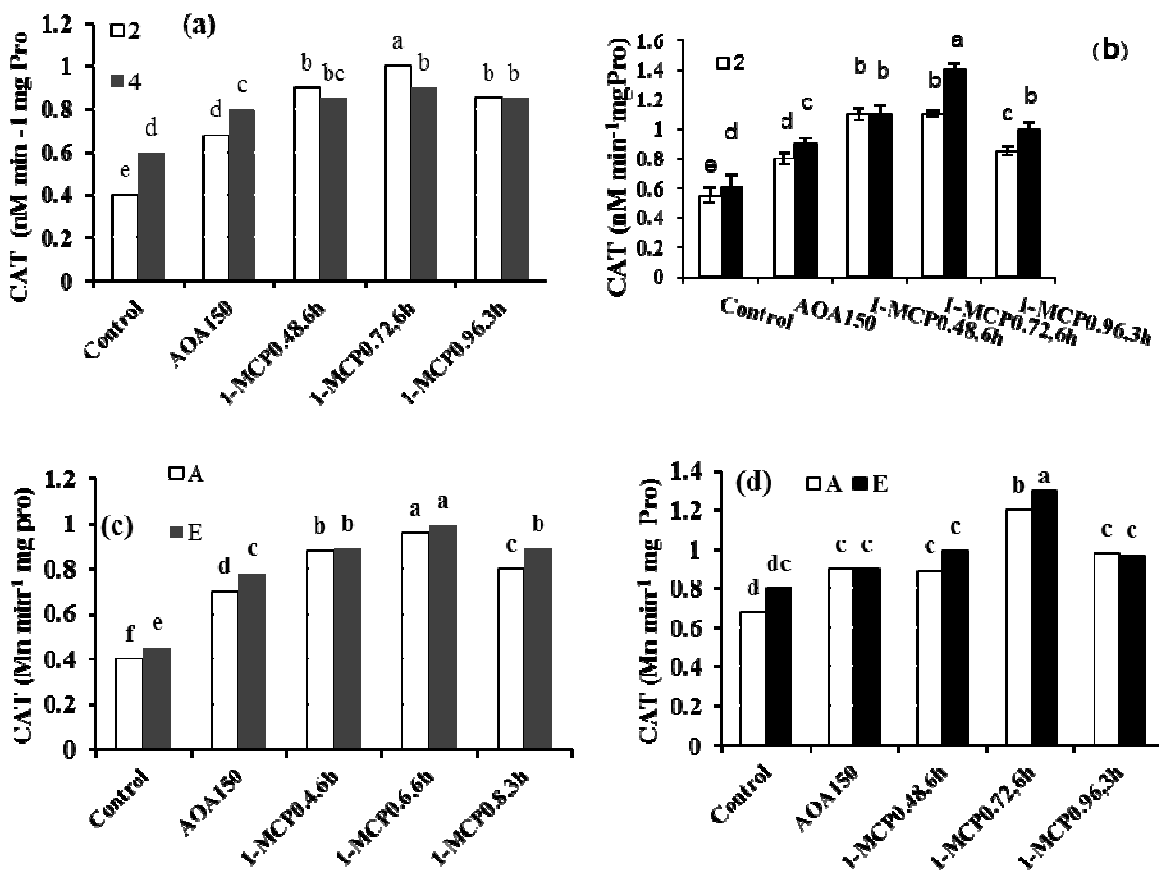 (a)
2
4
CAT (nM min -1 mg Pro
1.2
1
0.8
0.6
0.4
0.2
0
e d d c b bc a b b b
Control
AOA150
1-MCP0.48,6h
1-MCP0.72,6h
1-MCP0.96,3h
(b)
2
CAT (nM min-1mgPro)
1.6
1.4
1.2
1
0.8
0.6
0.4
0.2
0
e d d c b b b a c b
Control
AOA150
1-MCP0.48,6h
1-MCP0.72,6h
1-MCP0.96,3h
(c)
A
E
CAT (Mn min-1 mg pro)
1.2
1
0.8
0.6
0.4
0.2
0
f e d c b b a a c b
Control
AOA150
1-MCP0.4,6h
1-MCP0.6,6h
1-MCP0.8,3h
(d)
A E
CAT (Mn min-1 mg Pro)
1.4
1.2
1
0.8
0.6
0.4
0.2
0
d dc c c c c b a c c
Control
AOA150
1-MCP0.48,6h
1-MCP0.72,6h
1-MCP0.96,3h